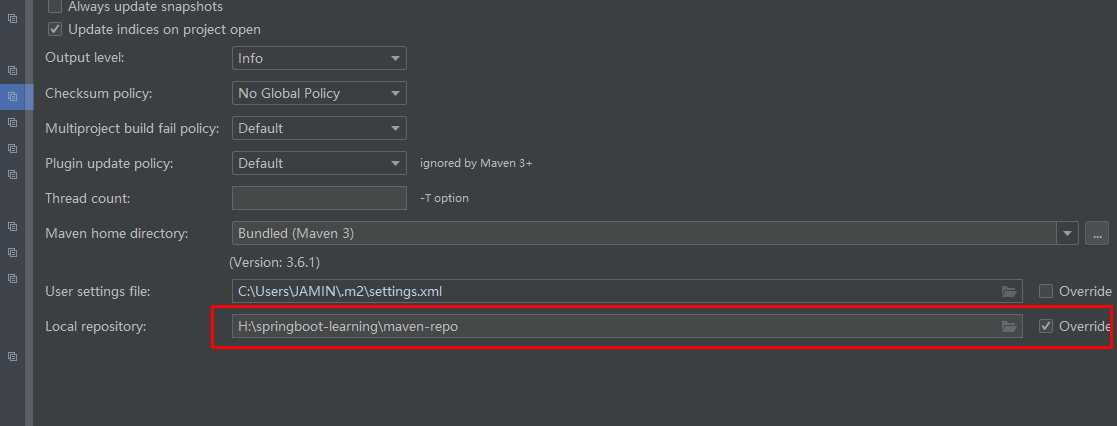 Always update snapshots
Update indices on project open
Output level: Info
Checksum policy: No Global Policy
Multiproject build fail policy: Default
Plugin update policy: Default ignored by Maven 3+
Thread count: -T option
Maven home directory: Bundled (Maven 3) ...
(Version: 3.6.1)
User settings file: C:\Users\JAMIN\.m2\settings.xml Override
Local repository: H:\springboot-learning\maven-repo Override